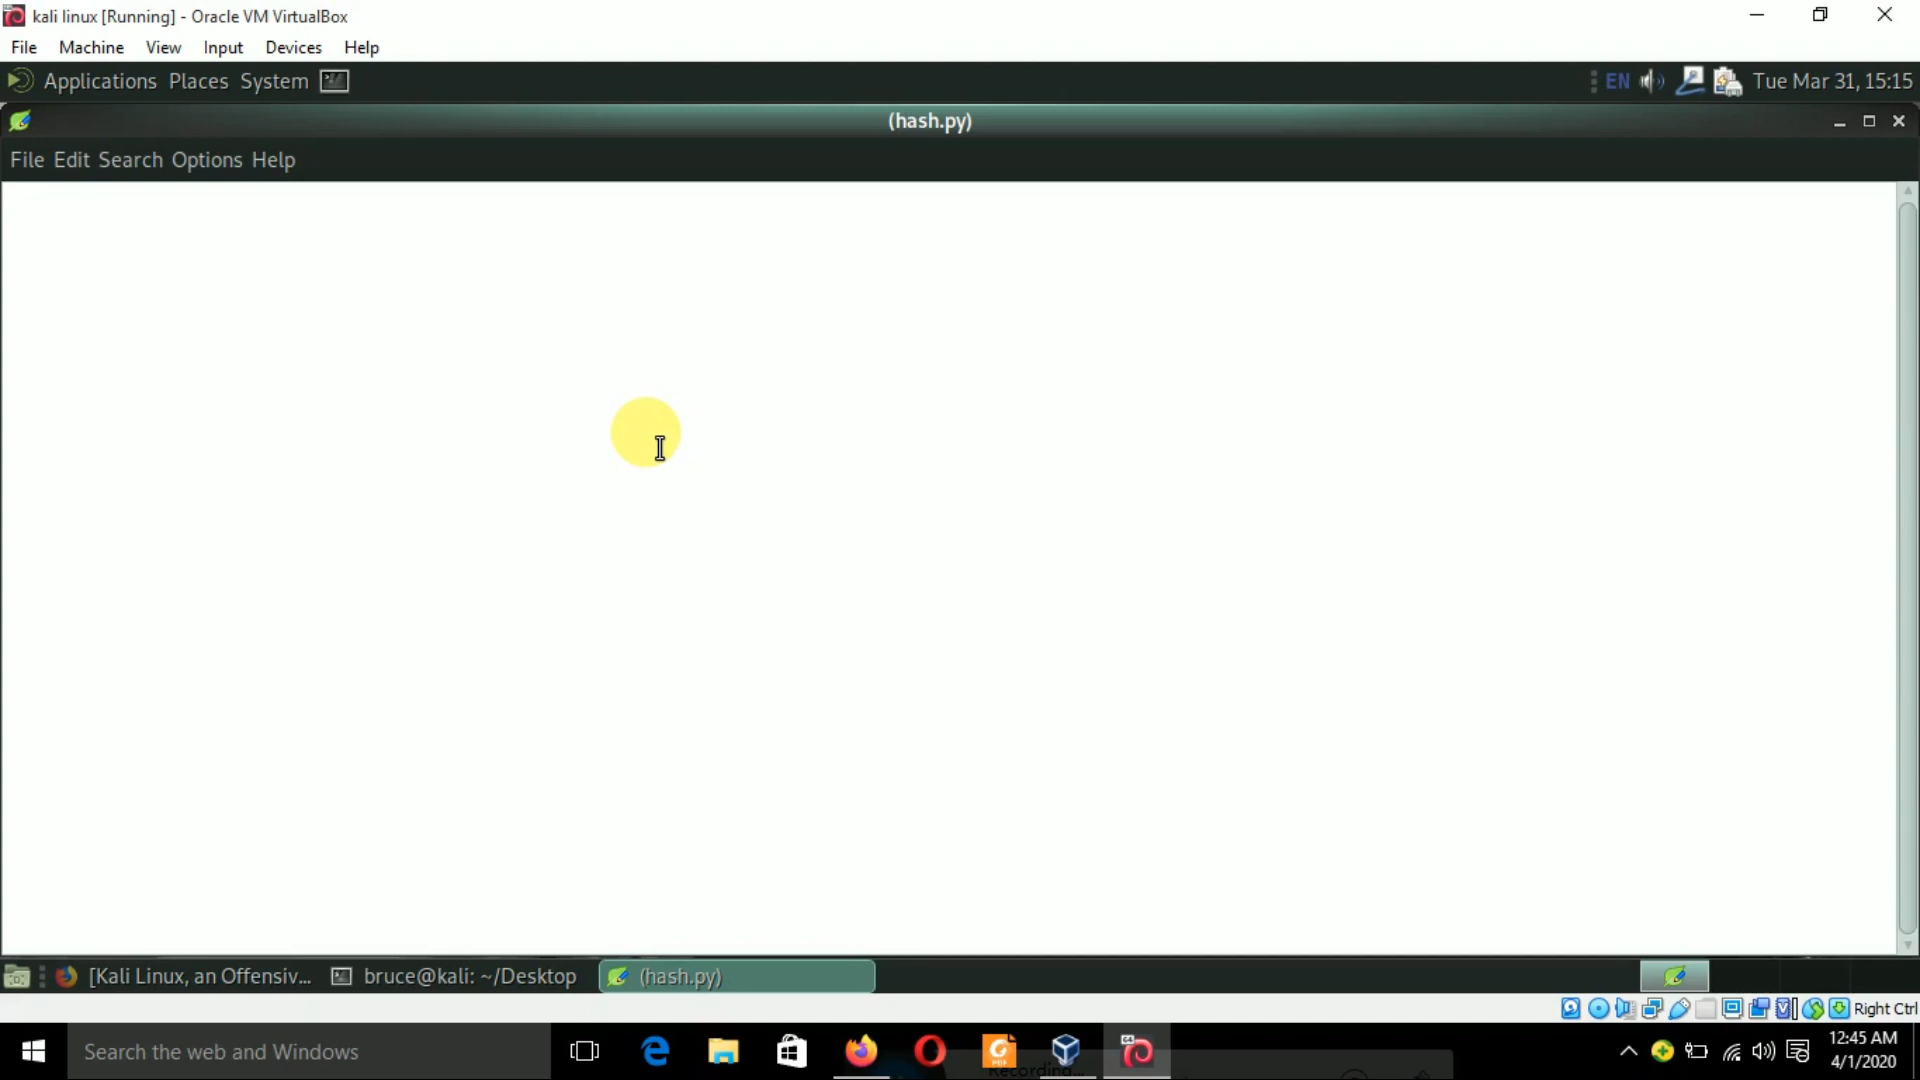 kali linux [Running] - Oracle VM VirtualBox
File Machine View Input Devices Help
Applications Places System
EN Tue Mar 31, 15:15
(hash.py)
File Edit Search Options Help
[Kali Linux, an Offensiv... bruce@kali: ~/Desktop (hash.py)
Right Ctrl
Search the web and Windows
Recording...
12:45 AM
4/1/2020